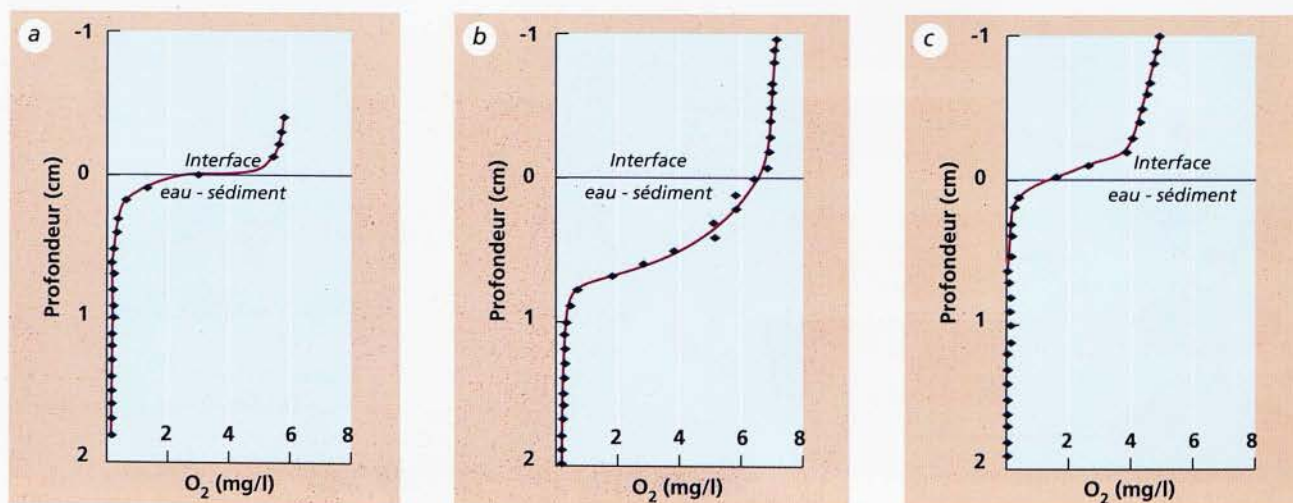 a
-1
0
1
2
Profondeur (cm)
Interface
eau - sédiment
2 4 6 8
O₂ (mg/l)
b
-1
0
1
2
Profondeur (cm)
Interface
eau - sédiment
2 4 6 8
O₂ (mg/l)
c
-1
0
1
2
Profondeur (cm)
Interface
eau - sédiment
2 4 6 8
O₂ (mg/l)